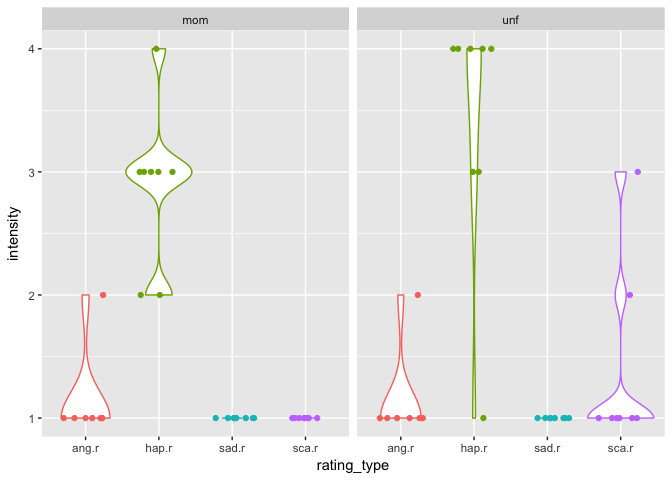 mom unf
intensity
4
3
2
1
ang.r hap.r sad.r sca.r ang.r hap.r sad.r sca.r
rating_type